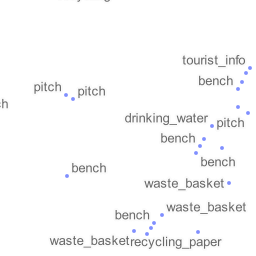 tourist_info
bench
pitch
pitch
drinking_water
pitch
bench
bench
bench
waste_basket
waste_basket
bench
waste_basket
recycling_paper